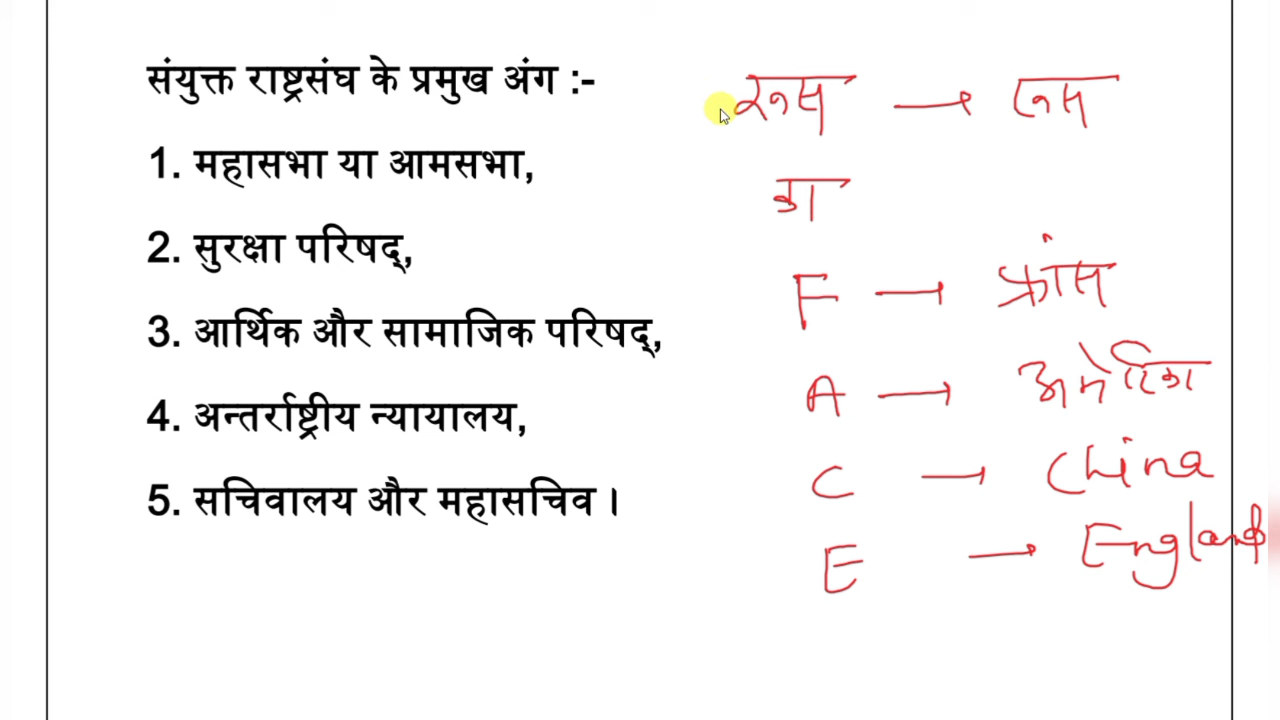 संयुक्त राष्ट्रसंघ के प्रमुख अंग :-
1. महासभा या आमसभा,
2. सुरक्षा परिषद्,
3. आर्थिक और सामाजिक परिषद्,
4. अन्तर्राष्ट्रीय न्यायालय,
5. सचिवालय और महासचिव ।
रूस → रूस
का
F → फ्रांस
A → अमेरिका
C → China
E → England